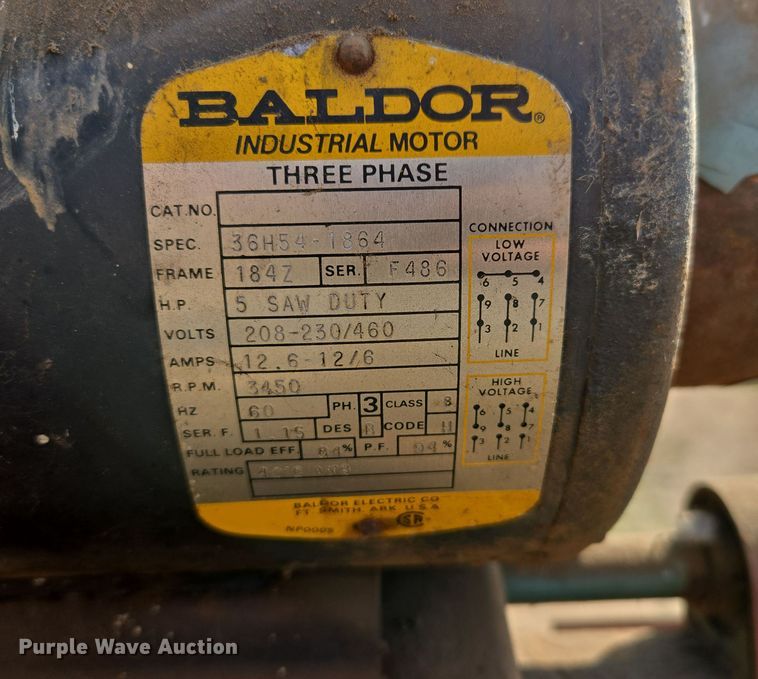 BALDOR®
INDUSTRIAL MOTOR
THREE PHASE
CAT.NO.
SPEC. 36H54-1864
FRAME 184Z SER. F486
H.P. 5 SAW DUTY
VOLTS 208-230/460
AMPS 12.6-12/6
R.P.M. 3450
HZ 60 PH. 3 CLASS B
SER. F. 1.15 DES B CODE H
FULL LOAD EFF. 84% P.F. 94%
RATING 40°C AMB
BALDOR ELECTRIC CO
FT. SMITH, ARK. U.S.A
NP0005
CONNECTION
LOW
VOLTAGE
6 5 4
9 8 7
3 2 1
LINE
HIGH
VOLTAGE
6 5 4
9 8 7
3 2 1
LINE
Purple Wave Auction